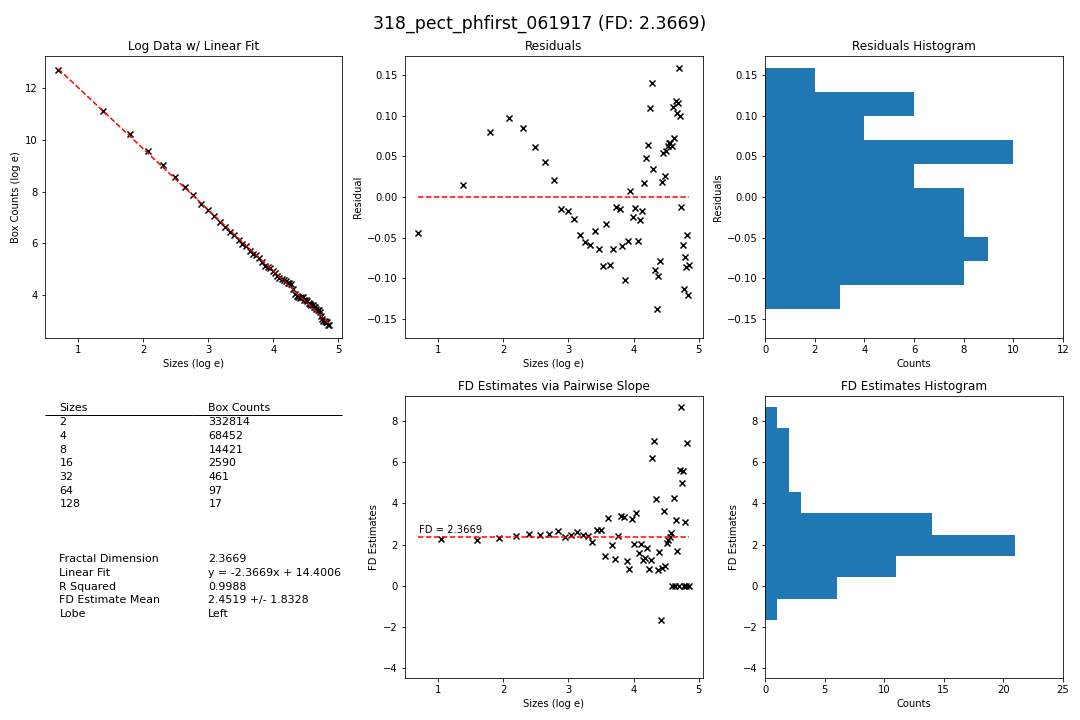 318_pect_phfirst_061917 (FD: 2.3669)
Log Data w/ Linear Fit
Box Counts (log e)
12
10
8
6
4
1 2 3 4 5
Sizes (log e)
Residuals
Residual
0.15
0.10
0.05
0.00
−0.05
−0.10
−0.15
1 2 3 4 5
Sizes (log e)
Residuals Histogram
Residuals
0.15
0.10
0.05
0.00
−0.05
−0.10
−0.15
0 2 4 6 8 10 12
Counts
Sizes Box Counts
2 332814
4 68452
8 14421
16 2590
32 461
64 97
128 17
Fractal Dimension 2.3669
Linear Fit y = -2.3669x + 14.4006
R Squared 0.9988
FD Estimate Mean 2.4519 +/- 1.8328
Lobe Left
FD Estimates via Pairwise Slope
FD Estimates
8
6
4
FD = 2.3669
2
0
−2
−4
1 2 3 4 5
Sizes (log e)
FD Estimates Histogram
FD Estimates
8
6
4
2
0
−2
−4
0 5 10 15 20 25
Counts